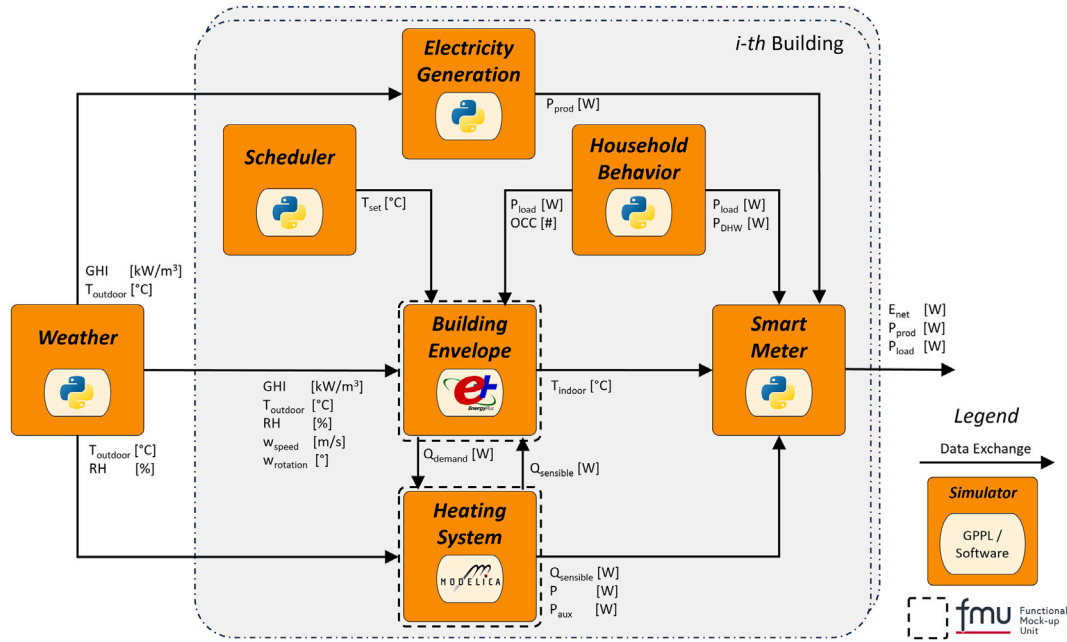 i-th Building
Electricity
Generation
P_prod [W]
Scheduler
T_set [°C]
Household
Behavior
P_load [W]
OCC [#]
P_load [W]
P_DHW [W]
GHI [kW/m³]
T_outdoor [°C]
Weather
GHI [kW/m³]
T_outdoor [°C]
RH [%]
w_speed [m/s]
w_rotation [°]
T_outdoor [°C]
RH [%]
Building
Envelope
e+
EnergyPlus
T_indoor [°C]
Smart
Meter
E_net [W]
P_prod [W]
P_load [W]
Q_demand [W]
Q_sensible [W]
Heating
System
MODELICA
Q_sensible [W]
P [W]
P_aux [W]
Legend
Data Exchange
Simulator
GPPL /
Software
fmu Functional
Mock-up
Unit